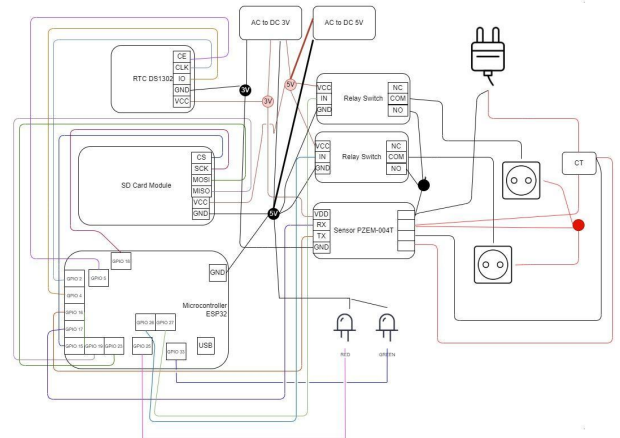 AC to DC 3V
AC to DC 5V
CE
CLK
IO
GND
VCC
RTC DS1302
3V
3V
5V
VCC
IN
GND
Relay Switch
NC
COM
NO
VCC
IN
GND
Relay Switch
NC
COM
NO
CT
CS
SCK
MOSI
MISO
VCC
GND
SD Card Module
5V
VDD
RX
TX
GND
Sensor PZEM-004T
GND
Microcontroller
ESP32
USB
GPIO 2
GPIO 4
GPIO 16
GPIO 17
GPIO 15
GPIO 19
GPIO 23
GPIO 5
GPIO 18
GPIO 26
GPIO 27
GPIO 25
GPIO 33
RED
GREEN